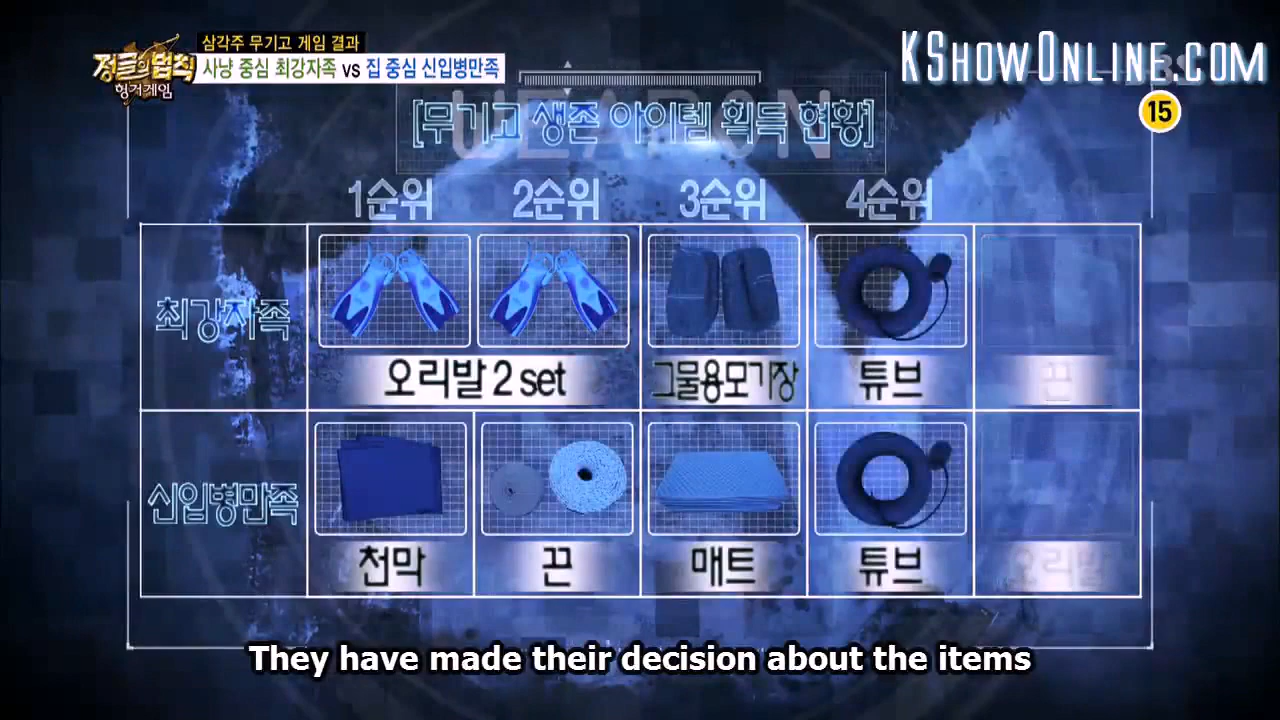 삼각주 무기고 게임 결과
정글의 법칙
헝거게임
사냥 중심 최강자족 vs 집 중심 신입병만족
KSHOWONLINE.COM
15
WEAPON
[무기고 생존 아이템 획득 현황]
1순위 2순위 3순위 4순위
최강자족
오리발 2 set 그물용모기장 튜브 끈
신입병만족
천막 끈 매트 튜브 오리발
They have made their decision about the items